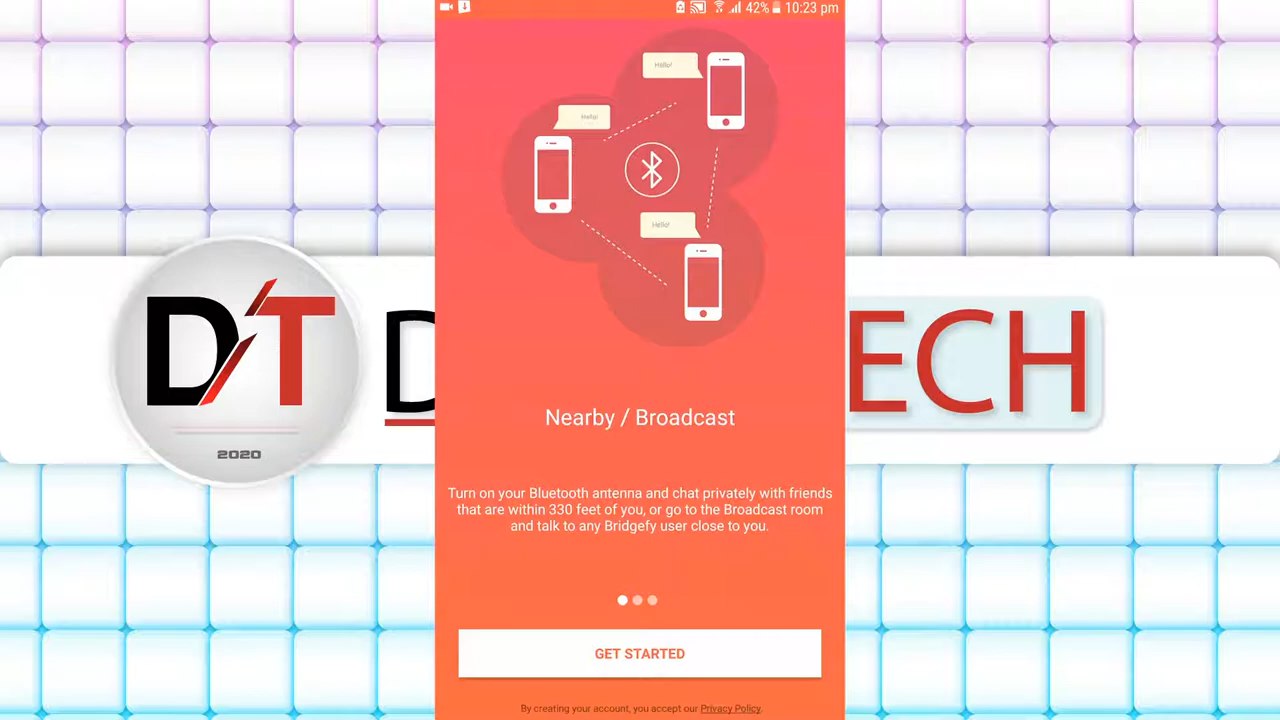 42% 10:23 pm
Hello!
Hello!
Hello!
D/T
2020
D
ECH
Nearby / Broadcast
Turn on your Bluetooth antenna and chat privately with friends
that are within 330 feet of you, or go to the Broadcast room
and talk to any Bridgefy user close to you.
GET STARTED
By creating your account, you accept our Privacy Policy.